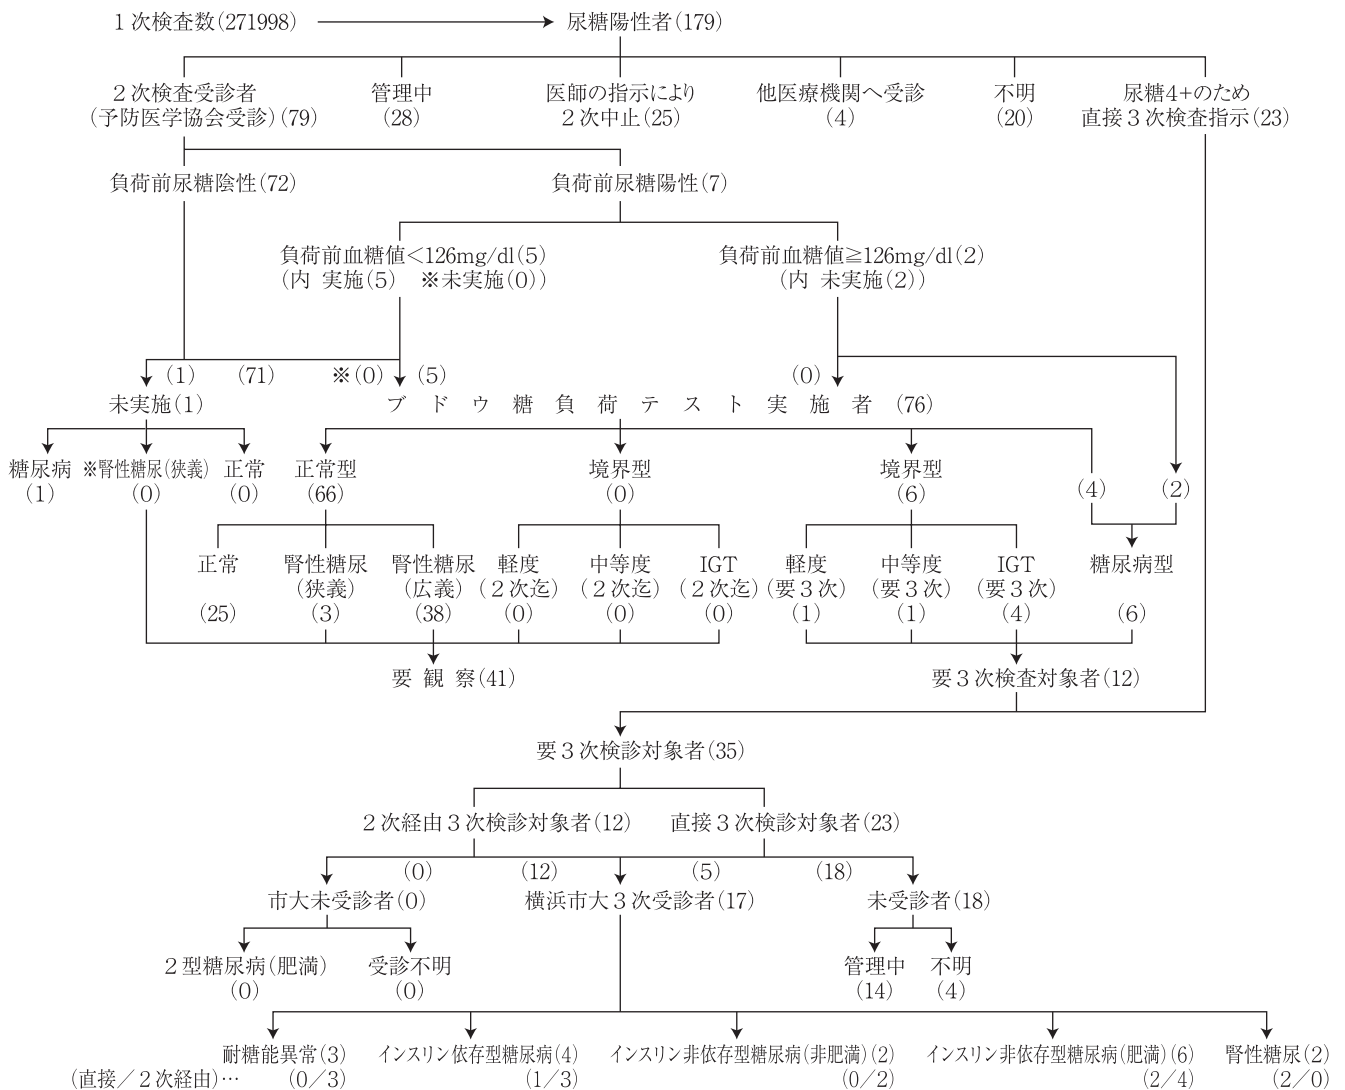 1次検査数(271998)
尿糖陽性者(179)
2次検査受診者 管理中 医師の指示により 他医療機関へ受診 不明 尿糖4+のため
(予防医学協会受診)(79) (28) 2次中止(25) (4) (20) 直接3次検査指示(23)
負荷前尿糖陰性(72) 負荷前尿糖陽性(7)
負荷前血糖値<126mg/dl(5) 負荷前血糖値≧126mg/dl(2)
(内 実施(5) ※未実施(0)) (内 未実施(2))
(1) (71) ※(0) (5) (0)
未実施(1) ブドウ糖負荷テスト実施者(76)
糖尿病 ※腎性糖尿(狭義) 正常 正常型 境界型 境界型
(1) (0) (0) (66) (0) (6) (4) (2)
正常 腎性糖尿 腎性糖尿 軽度 中等度 IGT 軽度 中等度 IGT 糖尿病型
(狭義) (広義) (2次迄) (2次迄) (2次迄) (要3次) (要3次) (要3次)
(25) (3) (38) (0) (0) (0) (1) (1) (4) (6)
要観察(41) 要3次検査対象者(12)
要3次検診対象者(35)
2次経由3次検診対象者(12) 直接3次検診対象者(23)
(0) (12) (5) (18)
市大未受診者(0) 横浜市大3次受診者(17) 未受診者(18)
2型糖尿病(肥満) 受診不明 管理中 不明
(0) (0) (14) (4)
耐糖能異常(3) インスリン依存型糖尿病(4) インスリン非依存型糖尿病(非肥満)(2) インスリン非依存型糖尿病(肥満)(6) 腎性糖尿(2)
(直接/2次経由)… (0/3) (1/3) (0/2) (2/4) (2/0)